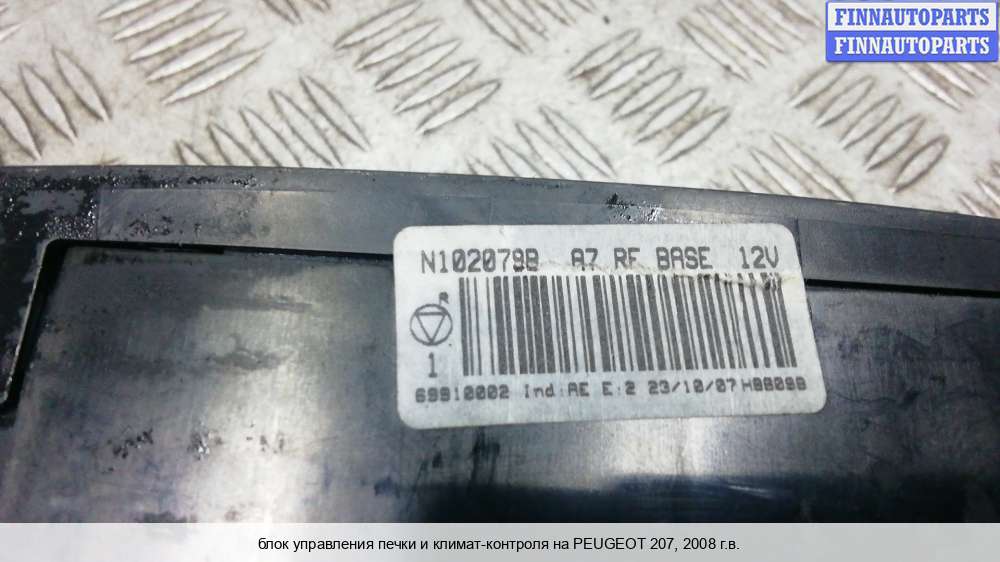 FINNAUTOPARTS
FINNAUTOPARTS
N102079B A7 RF BASE 12V
R
1
69910002 Ind:AE E:2 23/10/07 H88098
блок управления печки и климат-контроля на PEUGEOT 207, 2008 г.в.